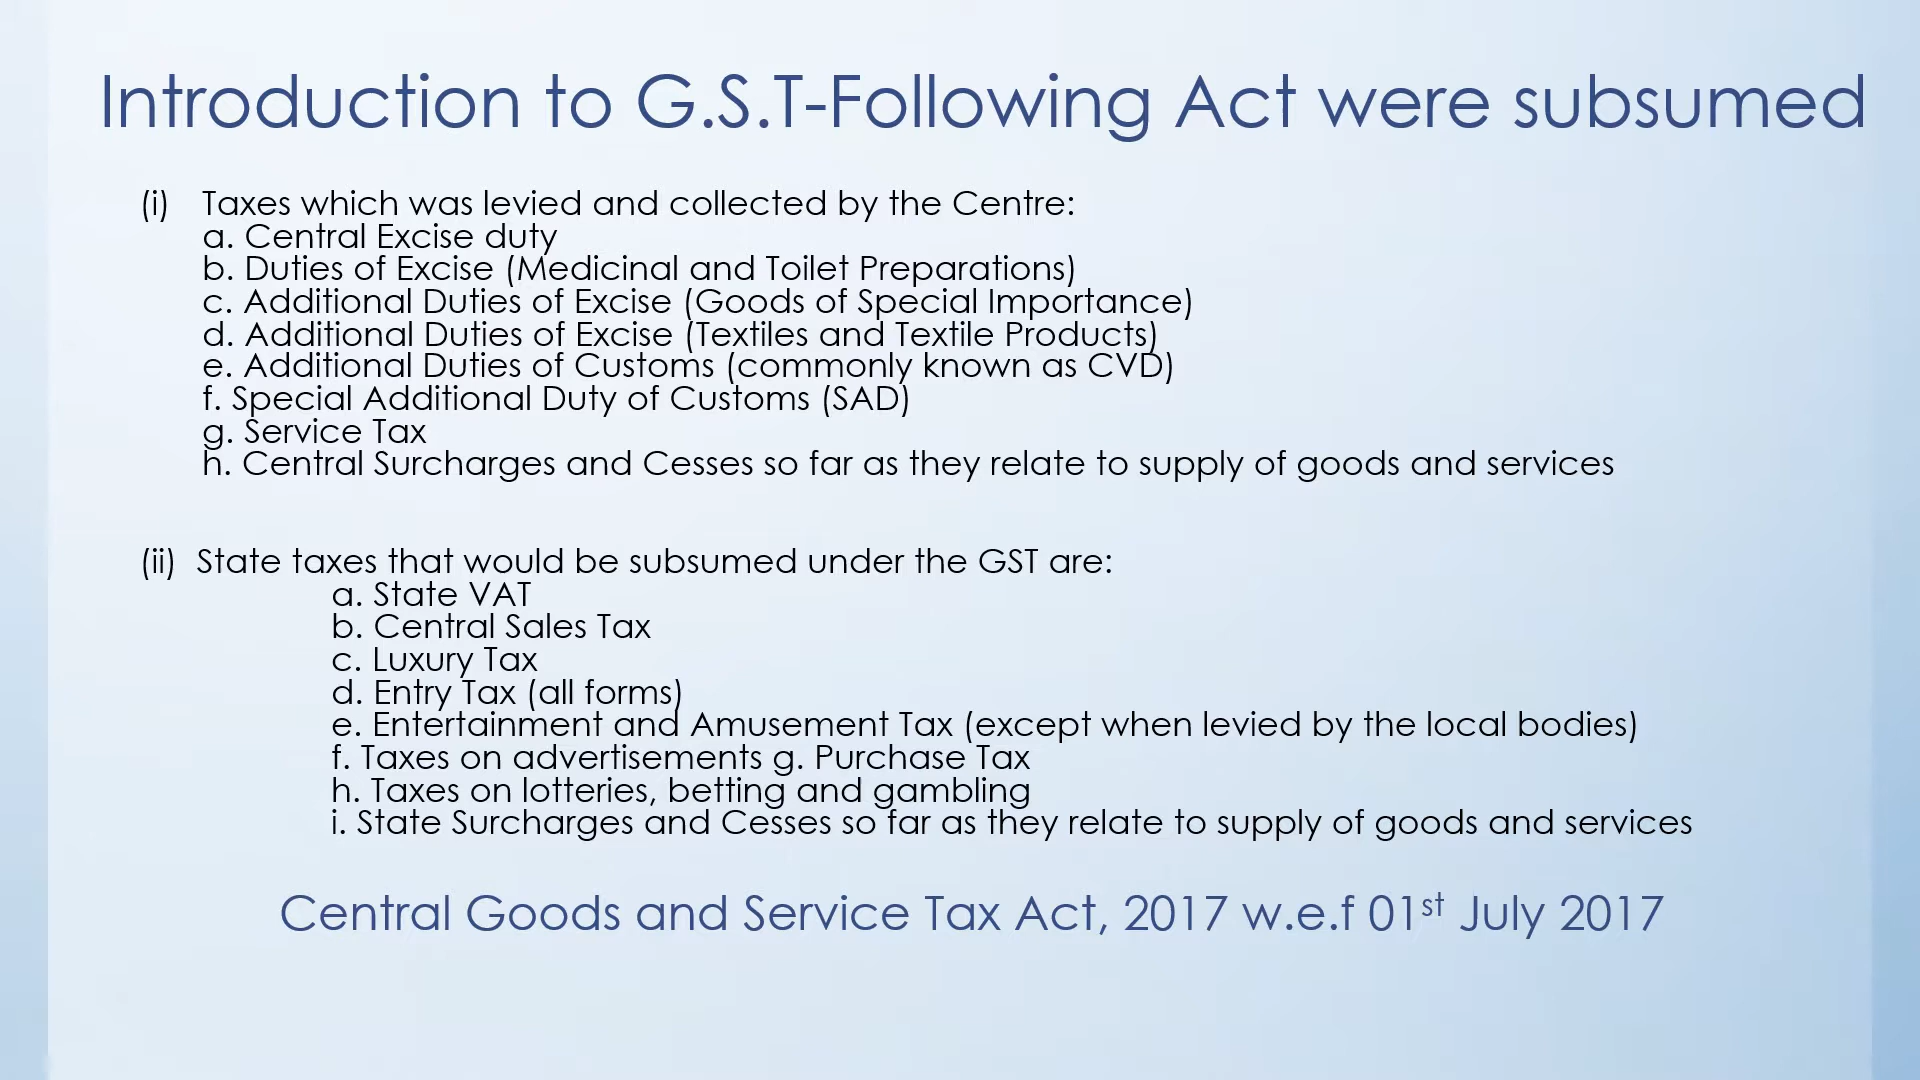 Introduction to G.S.T-Following Act were subsumed
(i) Taxes which was levied and collected by the Centre:
a. Central Excise duty
b. Duties of Excise (Medicinal and Toilet Preparations)
c. Additional Duties of Excise (Goods of Special Importance)
d. Additional Duties of Excise (Textiles and Textile Products)
e. Additional Duties of Customs (commonly known as CVD)
f. Special Additional Duty of Customs (SAD)
g. Service Tax
h. Central Surcharges and Cesses so far as they relate to supply of goods and services
(ii) State taxes that would be subsumed under the GST are:
a. State VAT
b. Central Sales Tax
c. Luxury Tax
d. Entry Tax (all forms)
e. Entertainment and Amusement Tax (except when levied by the local bodies)
f. Taxes on advertisements g. Purchase Tax
h. Taxes on lotteries, betting and gambling
i. State Surcharges and Cesses so far as they relate to supply of goods and services
Central Goods and Service Tax Act, 2017 w.e.f 01st July 2017